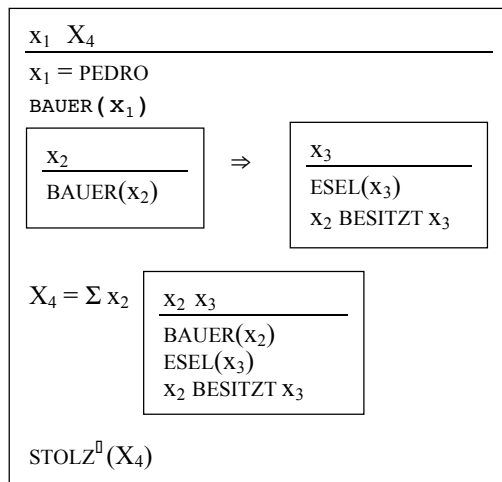 x₁ X₄
x₁ = PEDRO
BAUER(x₁)
x₂ ⇒ x₃
BAUER(x₂) ESEL(x₃)
x₂ BESITZT x₃
X₄ = Σ x₂ x₂ x₃
BAUER(x₂)
ESEL(x₃)
x₂ BESITZT x₃
STOLZ▯(X₄)